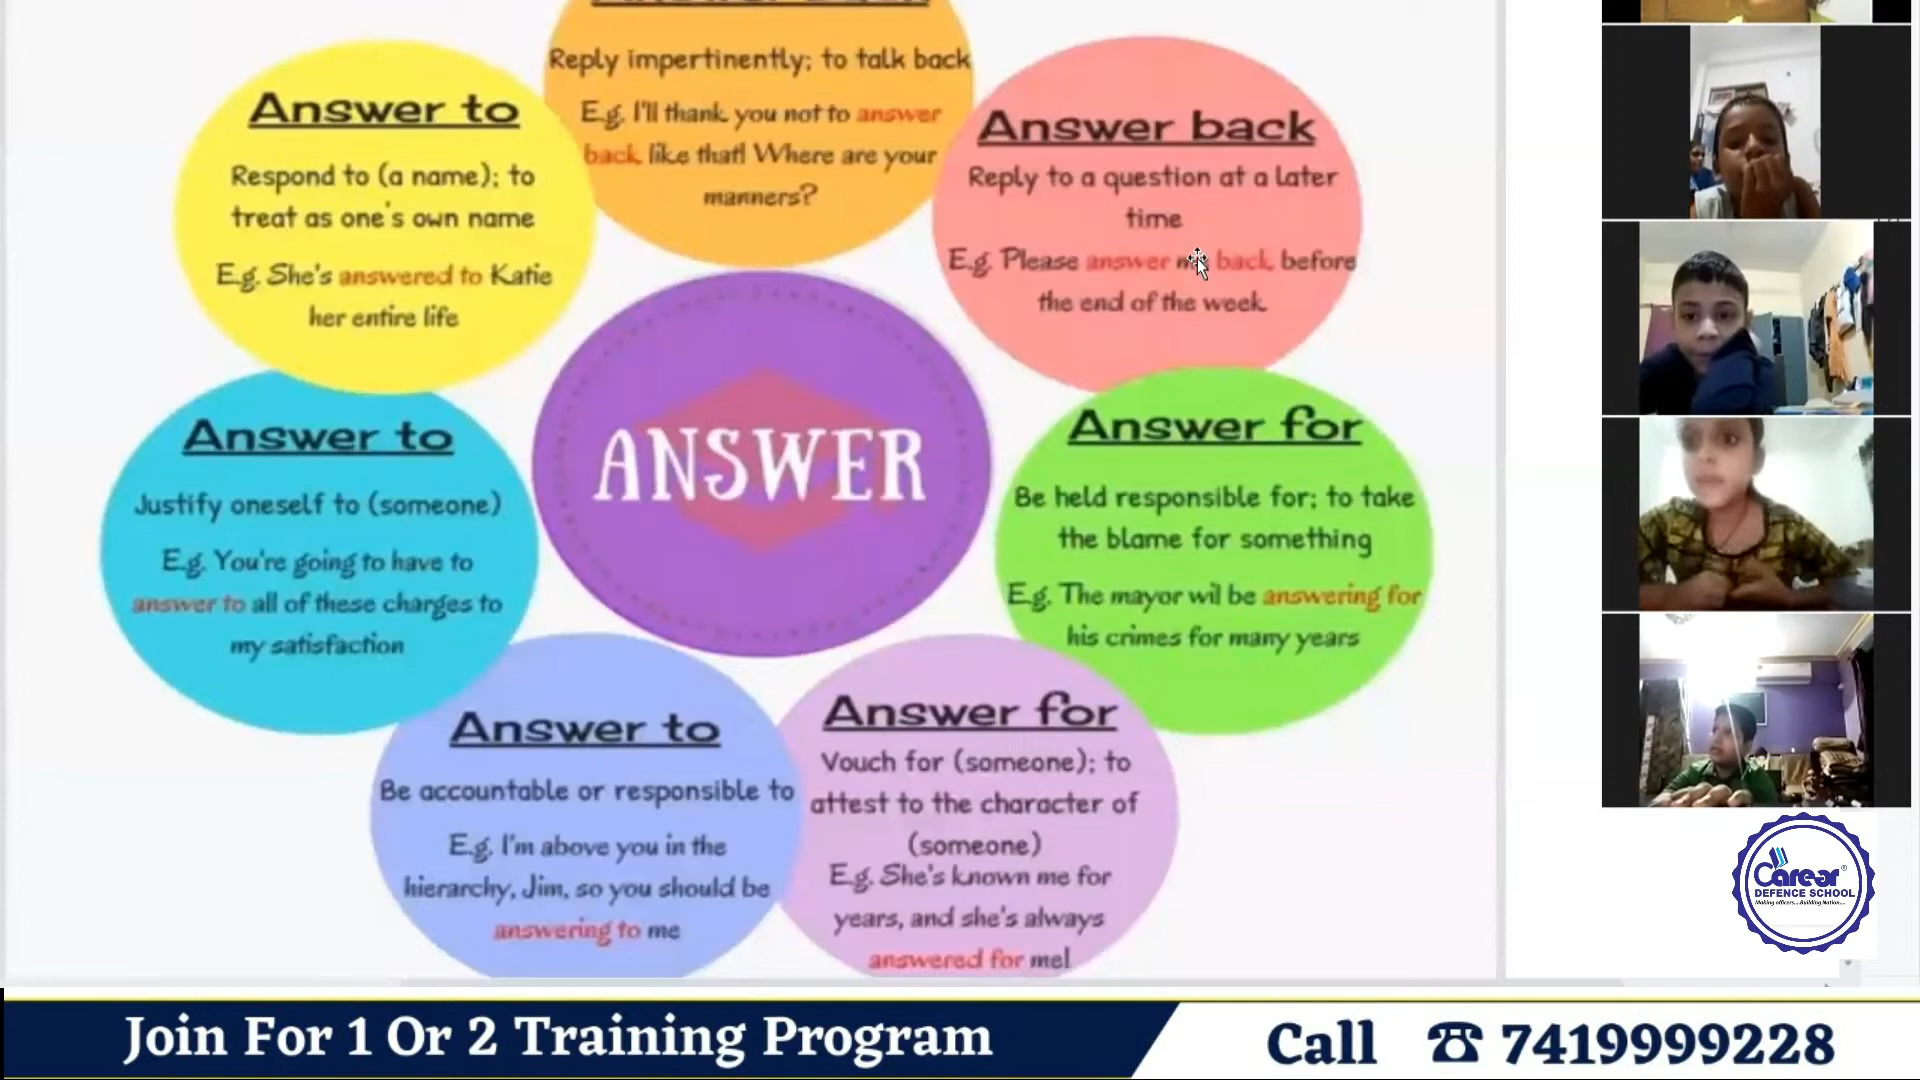 Reply impertinently; to talk back
E.g. I'll thank you not to answer
back like that! Where are your
manners?
Answer to
Respond to (a name); to
treat as one's own name
E.g. She's answered to Katie
her entire life
Answer back
Reply to a question at a later
time
E.g. Please answer me back before
the end of the week
ANSWER
Answer to
Justify oneself to (someone)
E.g. You're going to have to
answer to all of these charges to
my satisfaction
Answer for
Be held responsible for; to take
the blame for something
E.g. The mayor wil be answering for
his crimes for many years
Answer to
Be accountable or responsible to
E.g. I'm above you in the
hierarchy, Jim, so you should be
answering to me
Answer for
Vouch for (someone); to
attest to the character of
(someone)
E.g. She's known me for
years, and she's always
answered for me!
Career
DEFENCE SCHOOL
Making officers... Building Nation...
Join For 1 Or 2 Training Program
Call ☎ 7419999228